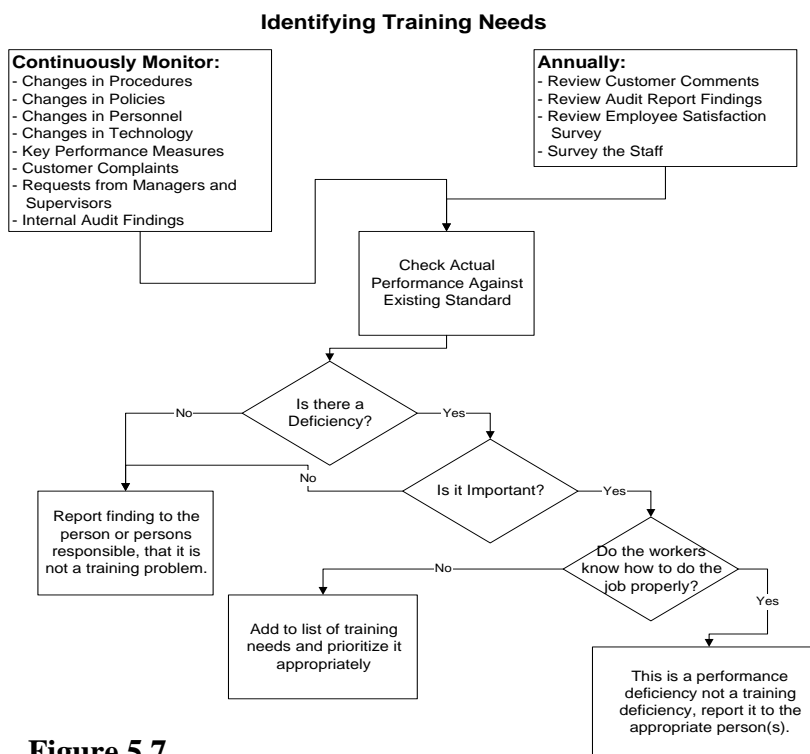 Identifying Training Needs
Continuously Monitor:
- Changes in Procedures
- Changes in Policies
- Changes in Personnel
- Changes in Technology
- Key Performance Measures
- Customer Complaints
- Requests from Managers and
Supervisors
- Internal Audit Findings
Annually:
- Review Customer Comments
- Review Audit Report Findings
- Review Employee Satisfaction
Survey
- Survey the Staff
Check Actual
Performance Against
Existing Standard
Is there a
Deficiency?
No
Yes
Is it Important?
No
Yes
Report finding to the
person or persons
responsible, that it is
not a training problem.
Do the workers
know how to do the
job properly?
No
Yes
Add to list of training
needs and prioritize it
appropriately
This is a performance
deficiency not a training
deficiency, report it to the
appropriate person(s).
Figure 5.7